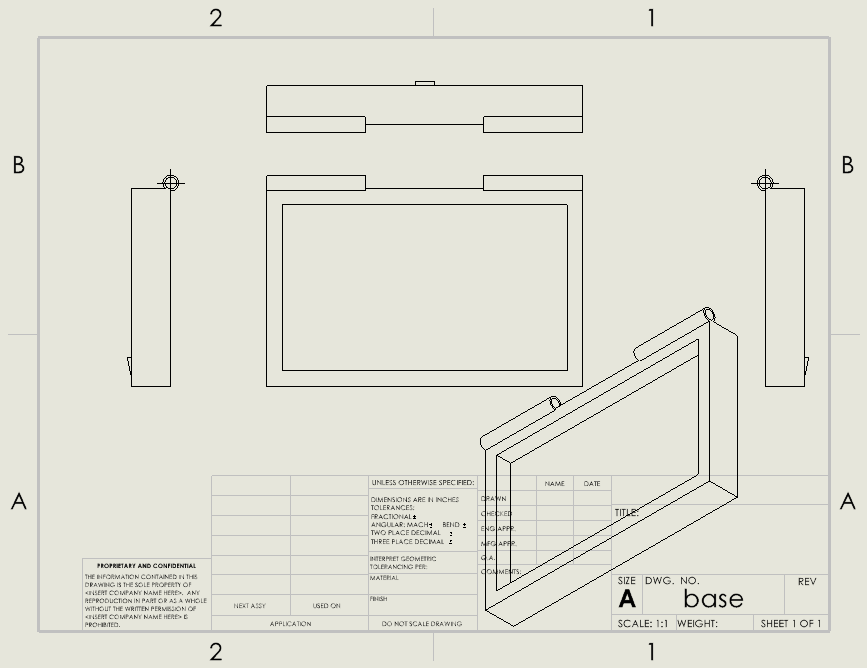 2 1
B B
A A
UNLESS OTHERWISE SPECIFIED:
DIMENSIONS ARE IN INCHES
TOLERANCES:
FRACTIONAL ±
ANGULAR: MACH ± BEND ±
TWO PLACE DECIMAL ±
THREE PLACE DECIMAL ±
INTERPRET GEOMETRIC
TOLERANCING PER:
MATERIAL
FINISH
DO NOT SCALE DRAWING
NAME DATE
DRAWN
CHECKED
ENG APPR.
MFG APPR.
Q.A.
COMMENTS:
TITLE:
SIZE DWG. NO. REV
A base
SCALE: 1:1 WEIGHT: SHEET 1 OF 1
PROPRIETARY AND CONFIDENTIAL
THE INFORMATION CONTAINED IN THIS
DRAWING IS THE SOLE PROPERTY OF
<INSERT COMPANY NAME HERE>. ANY
REPRODUCTION IN PART OR AS A WHOLE
WITHOUT THE WRITTEN PERMISSION OF
<INSERT COMPANY NAME HERE> IS
PROHIBITED.
NEXT ASSY USED ON
APPLICATION
2 1